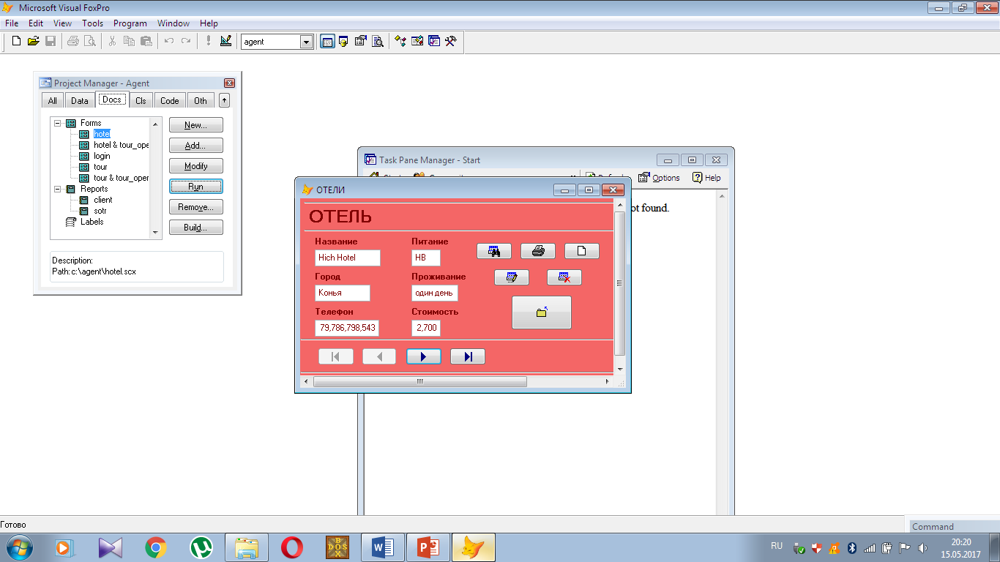 Microsoft Visual FoxPro
File Edit View Tools Program Window Help
agent
Project Manager - Agent
All Data Docs Cls Code Oth
Forms
hotel
hotel & tour_ope
login
tour
tour & tour_oper
Reports
client
sotr
Labels
New...
Add...
Modify
Run
Remove...
Build...
Description:
Path: c:\agent\hotel.scx
Task Pane Manager - Start
Options Help
ot found.
ОТЕЛИ
ОТЕЛЬ
Название Питание
Hich Hotel HB
Город Проживание
Конья один день
Телефон Стоимость
79,786,798,543 2,700
Готово
Command
DOS
BOX
RU
20:20
15.05.2017